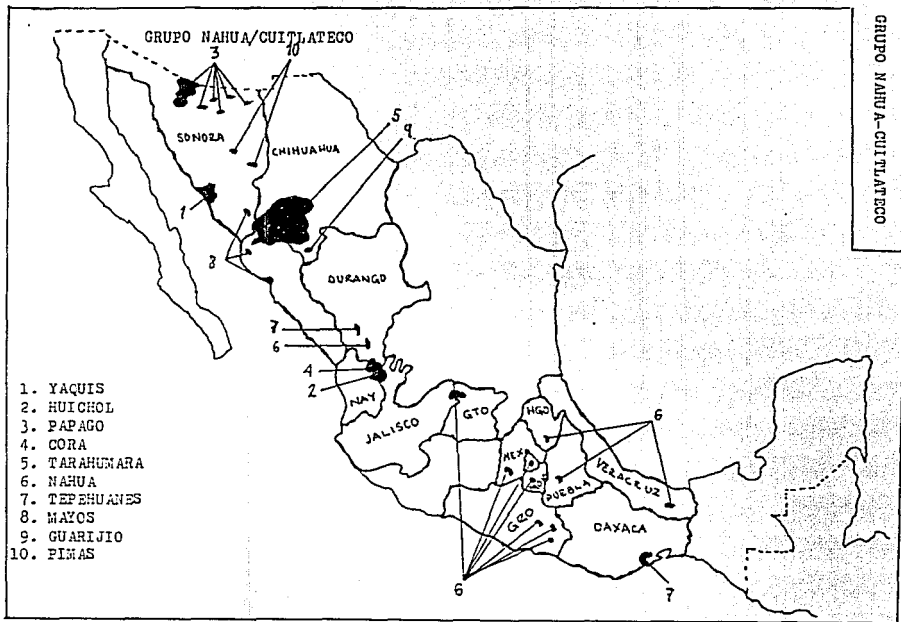 GRUPO NAHUA/CUITLATECO
GRUPO NAHUA-CUITLATECO
3
10
5
9
SONORA
CHIHUAHUA
1
8
DURANGO
7
6
4
2
NAY
JALISCO
GTO
HGO
6
MEX
PUEBLA
VERACRUZ
GRO
OAXACA
6
7
1. YAQUIS
2. HUICHOL
3. PAPAGO
4. CORA
5. TARAHUMARA
6. NAHUA
7. TEPEHUANES
8. MAYOS
9. GUARIJIO
10. PIMAS